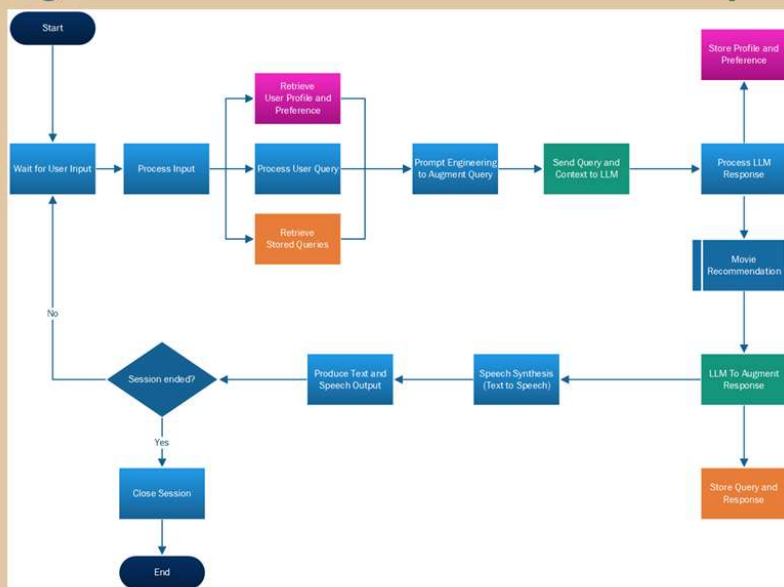 Start
Wait for User Input
Process Input
Retrieve
User Profile and
Preference
Process User Query
Retrieve
Stored Queries
Prompt Engineering
to Augment Query
Send Query and
Context to LLM
Store Profile and
Preference
Process LLM
Response
Movie
Recommendation
LLM To Augment
Response
Store Query and
Response
Speech Synthesis
(Text to Speech)
Produce Text and
Speech Output
Session ended?
No
Yes
Close Session
End